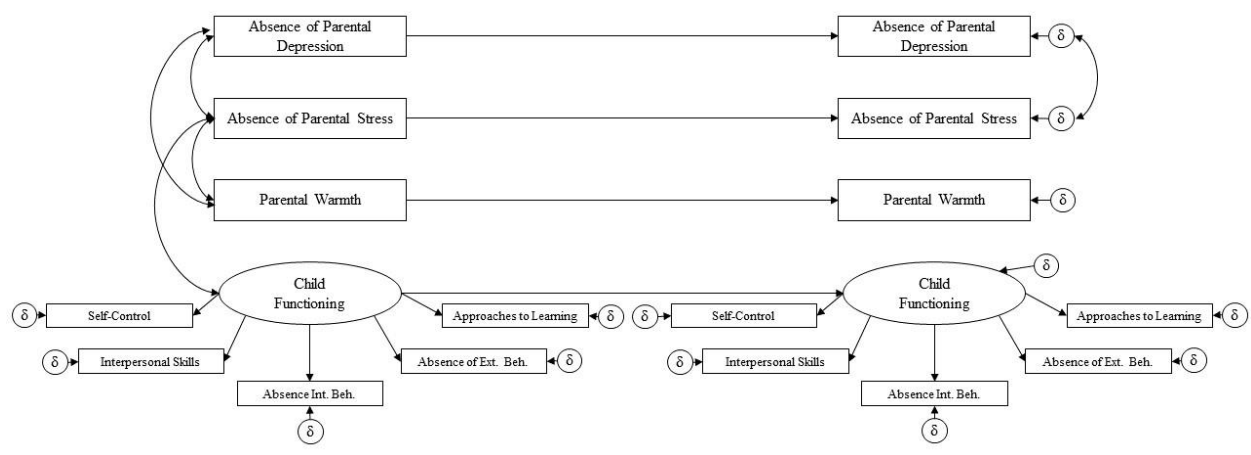 Absence of Parental
Depression
Absence of Parental
Depression
δ
Absence of Parental Stress
Absence of Parental Stress
δ
Parental Warmth
Parental Warmth
δ
Child
Functioning
Child
Functioning
δ
δ
Self-Control
Approaches to Learning
δ
δ
Self-Control
Approaches to Learning
δ
δ
Interpersonal Skills
Absence of Ext. Beh.
δ
δ
Interpersonal Skills
Absence of Ext. Beh.
δ
Absence Int. Beh.
Absence Int. Beh.
δ
δ